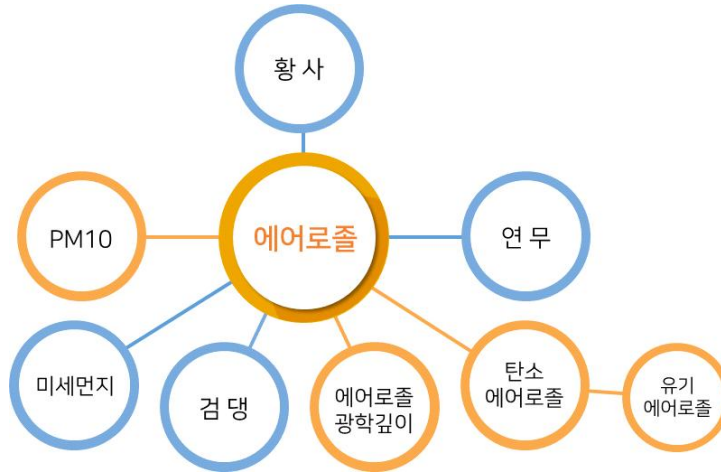 황 사
PM10
에어로졸
연 무
미세먼지
검 댕
에어로졸
광학깊이
탄소
에어로졸
유기
에어로졸